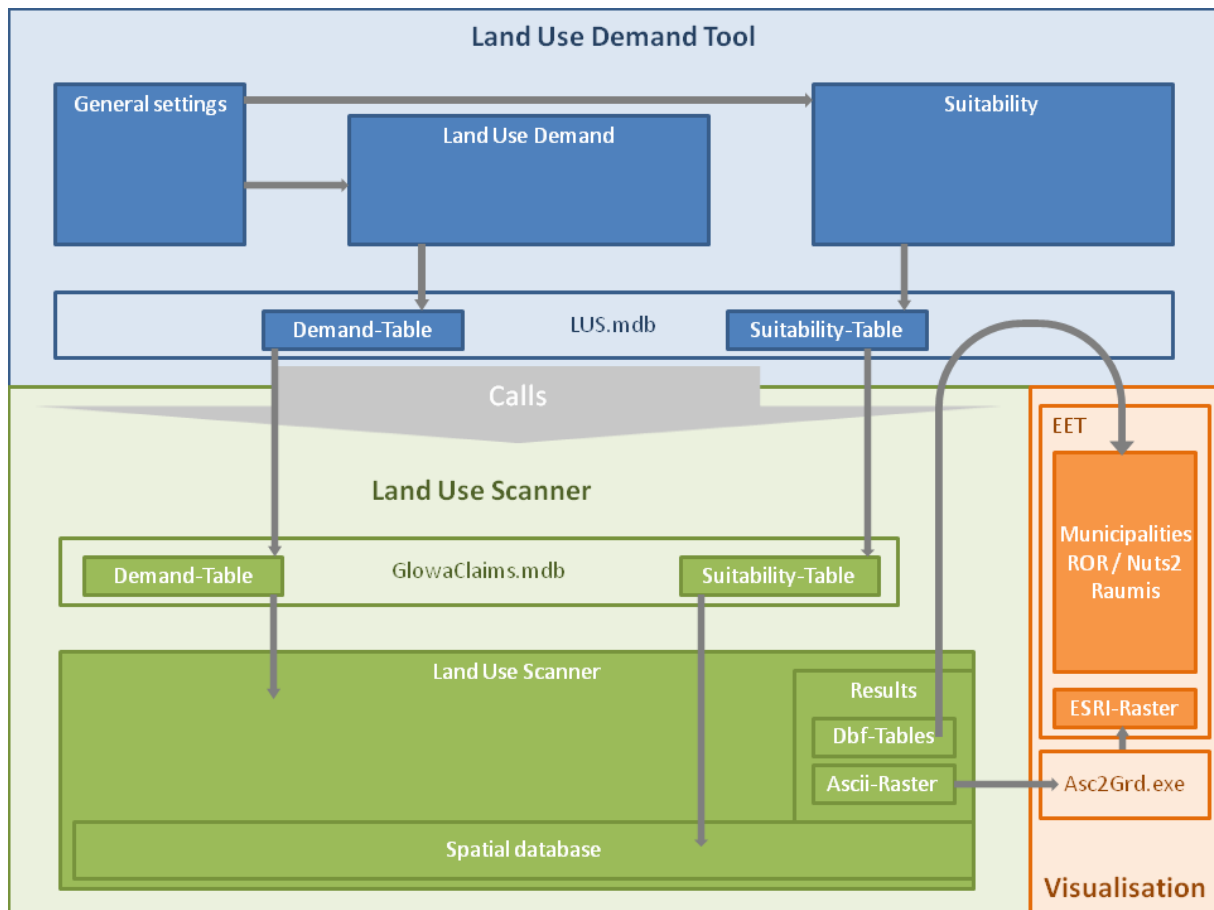 Land Use Demand Tool
General settings
Suitability
Land Use Demand
Demand-Table
LUS.mdb
Suitability-Table
Calls
EET
Municipalities
ROR / Nuts2
Raumis
Land Use Scanner
Demand-Table
GlowaClaims.mdb
Suitability-Table
Land Use Scanner
Results
ESRI-Raster
Dbf-Tables
Ascii-Raster
Asc2Grd.exe
Spatial database
Visualisation